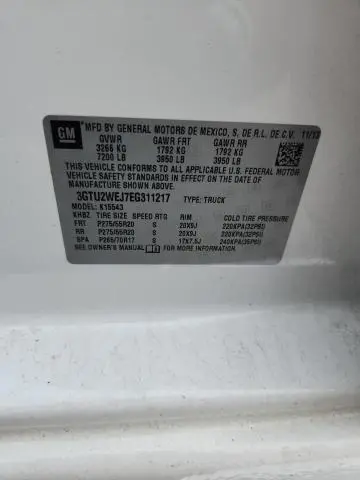 GM
MFD BY GENERAL MOTORS DE MEXICO, S. DE R.L. DE C.V. 11/13
GVWR GAWR FRT GAWR RR
3266 KG 1792 KG 1792 KG
7200 LB 3950 LB 3950 LB
THIS VEHICLE CONFORMS TO ALL APPLICABLE U.S. FEDERAL MOTOR
VEHICLE SAFETY AND THEFT PREVENTION STANDARDS IN EFFECT
ON THE DATE OF MANUFACTURE SHOWN ABOVE.
3GTU2WEJ7EG311217 TYPE: TRUCK
MODEL: K15543
KHBZ TIRE SIZE SPEED RTG RIM COLD TIRE PRESSURE
FRT P275/55R20 S 20X9J 220KPA(32PSI)
RR P275/55R20 S 20X9J 220KPA(32PSI)
SPA P265/70R17 S 17X7.5J 240KPA(35PSI)
SEE OWNER'S MANUAL FOR MORE INFORMATION.